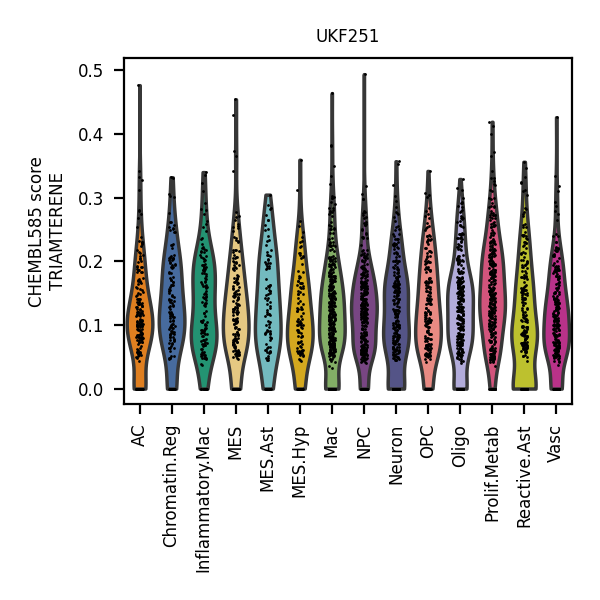 UKF251
CHEMBL585 score
TRIAMTERENE
0.5
0.4
0.3
0.2
0.1
0.0
AC
Chromatin.Reg
Inflammatory.Mac
MES
MES.Ast
MES.Hyp
Mac
NPC
Neuron
OPC
Oligo
Prolif.Metab
Reactive.Ast
Vasc